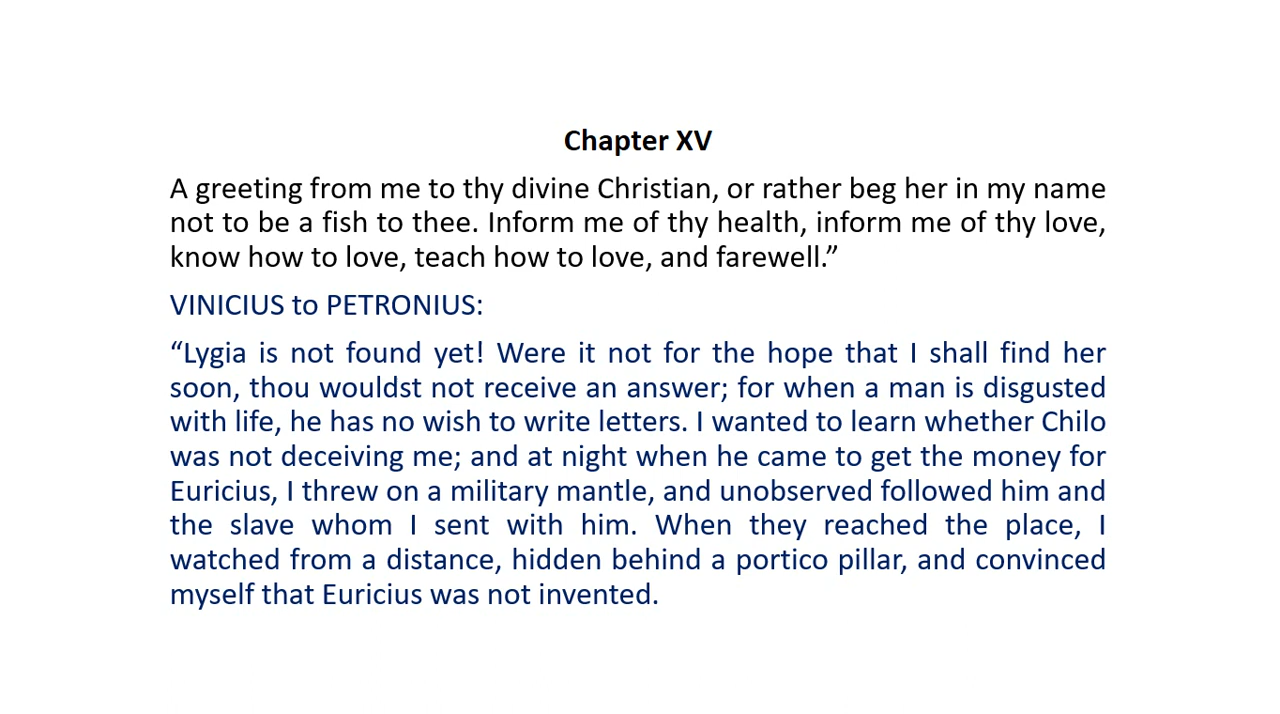 Chapter XV
A greeting from me to thy divine Christian, or rather beg her in my name
not to be a fish to thee. Inform me of thy health, inform me of thy love,
know how to love, teach how to love, and farewell.”
VINICIUS to PETRONIUS:
“Lygia is not found yet! Were it not for the hope that I shall find her
soon, thou wouldst not receive an answer; for when a man is disgusted
with life, he has no wish to write letters. I wanted to learn whether Chilo
was not deceiving me; and at night when he came to get the money for
Euricius, I threw on a military mantle, and unobserved followed him and
the slave whom I sent with him. When they reached the place, I
watched from a distance, hidden behind a portico pillar, and convinced
myself that Euricius was not invented.